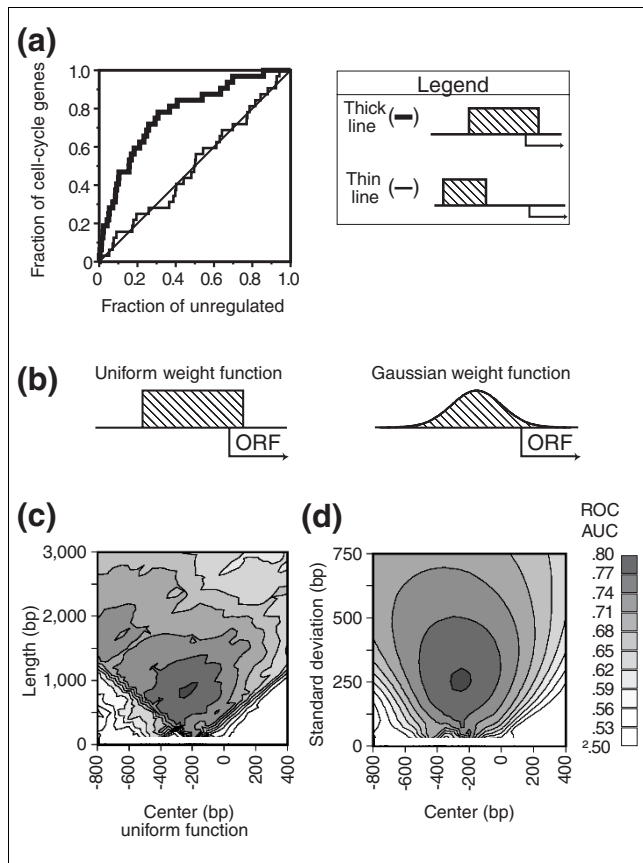 (a)
Fraction of cell-cycle genes
1.0
0.8
0.6
0.4
0.2
0
0 0.2 0.4 0.6 0.8 1.0
Fraction of unregulated
Legend
Thick line (━)
Thin line (—)
(b)
Uniform weight function
ORF
Gaussian weight function
ORF
(c)
Length (bp)
3,000
2,000
1,000
0
-800 -600 -400 -200 0 200 400
Center (bp)
uniform function
(d)
Standard deviation (bp)
750
500
250
0
-800 -600 -400 -200 0 200 400
Center (bp)
ROC
AUC
.80
.77
.74
.71
.68
.65
.62
.59
.56
.53
≥.50